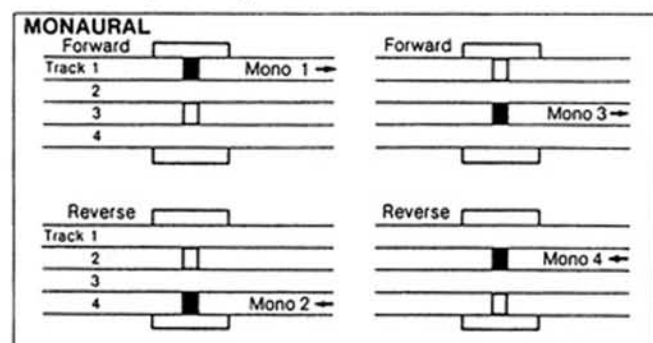 MONAURAL
Forward
Track 1 Mono 1 →
2
3
4
Forward
Mono 3 →
Reverse
Track 1
2
3
4 Mono 2 ←
Reverse
Mono 4 ←